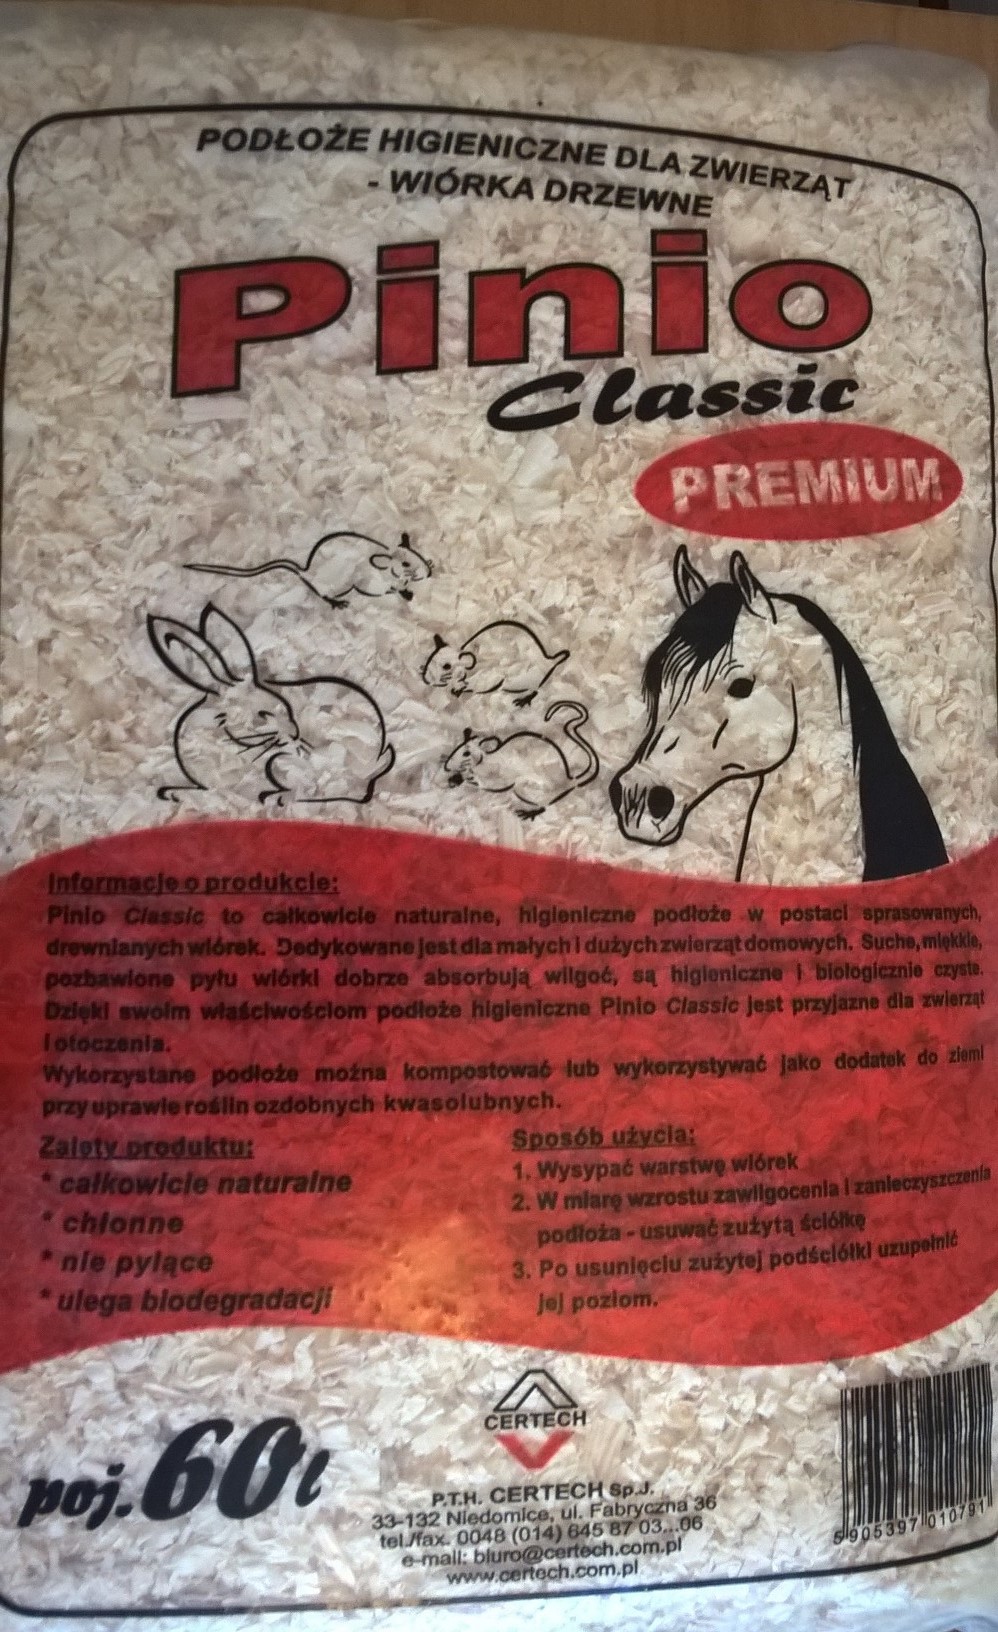 PODŁOŻE HIGIENICZNE DLA ZWIERZĄT
- WIÓRKA DRZEWNE
Pinio
Classic
PREMIUM
Informacje o produkcie:
Pinio Classic to całkowicie naturalne, higieniczne podłoże w postaci sprasowanych,
drewnianych wiórek. Dedykowane jest dla małych i dużych zwierząt domowych. Suche, miękkie,
pozbawione pyłu wiórki dobrze absorbują wilgoć, są higieniczne i biologicznie czyste.
Dzięki swoim właściwościom podłoże higieniczne Pinio Classic jest przyjazne dla zwierząt
i otoczenia.
Wykorzystane podłoże można kompostować lub wykorzystywać jako dodatek do ziemi
przy uprawie roślin ozdobnych kwasolubnych.
Zalety produktu:
* całkowicie naturalne
* chłonne
* nie pylące
* ulega biodegradacji
Sposób użycia:
1. Wysypać warstwę wiórek
2. W miarę wzrostu zawilgocenia i zanieczyszczenia
podłoża - usuwać zużytą ściółkę
3. Po usunięciu zużytej podściółki uzupełnić
jej poziom.
poj. 60 l
CERTECH
P.T.H. CERTECH Sp.J.
33-132 Niedomice, ul. Fabryczna 36
tel./fax. 0048 (014) 645 87 03...06
e-mail: biuro@certech.com.pl
www.certech.com.pl
5 905397 010791